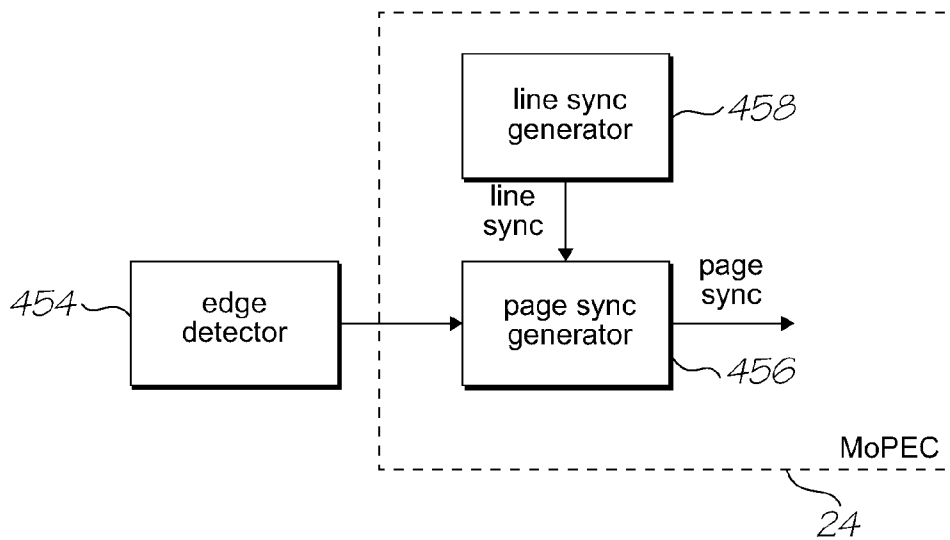 line sync
generator
458
line
sync
454
edge
detector
page sync
generator
page
sync
456
MoPEC
24